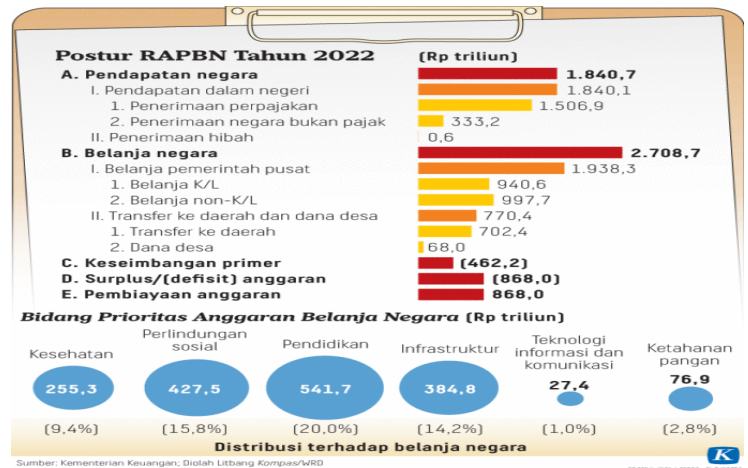 Postur RAPBN Tahun 2022 (Rp triliun)
A. Pendapatan negara 1.840,7
I. Pendapatan dalam negeri 1.840,1
1. Penerimaan perpajakan 1.506,9
2. Penerimaan negara bukan pajak 333,2
II. Penerimaan hibah 0,6
B. Belanja negara 2.708,7
I. Belanja pemerintah pusat 1.938,3
1. Belanja K/L 940,6
2. Belanja non-K/L 997,7
II. Transfer ke daerah dan dana desa 770,4
1. Transfer ke daerah 702,4
2. Dana desa 68,0
C. Keseimbangan primer (462,2)
D. Surplus/(defisit) anggaran (868,0)
E. Pembiayaan anggaran 868,0
Bidang Prioritas Anggaran Belanja Negara (Rp triliun)
Kesehatan
255,3
(9,4%)
Perlindungan
sosial
427,5
(15,8%)
Pendidikan
541,7
(20,0%)
Infrastruktur
384,8
(14,2%)
Teknologi
informasi dan
komunikasi
27,4
(1,0%)
Ketahanan
pangan
76,9
(2,8%)
Distribusi terhadap belanja negara
Sumber: Kementerian Keuangan; Diolah Litbang Kompas/WRD
K